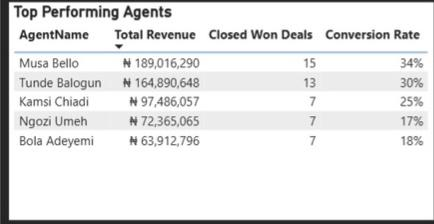 Top Performing Agents
AgentName Total Revenue Closed Won Deals Conversion Rate
Musa Bello ₦ 189,016,290 15 34%
Tunde Balogun ₦ 164,890,648 13 30%
Kamsi Chiadi ₦ 97,486,057 7 25%
Ngozi Umeh ₦ 72,365,065 7 17%
Bola Adeyemi ₦ 63,912,796 7 18%